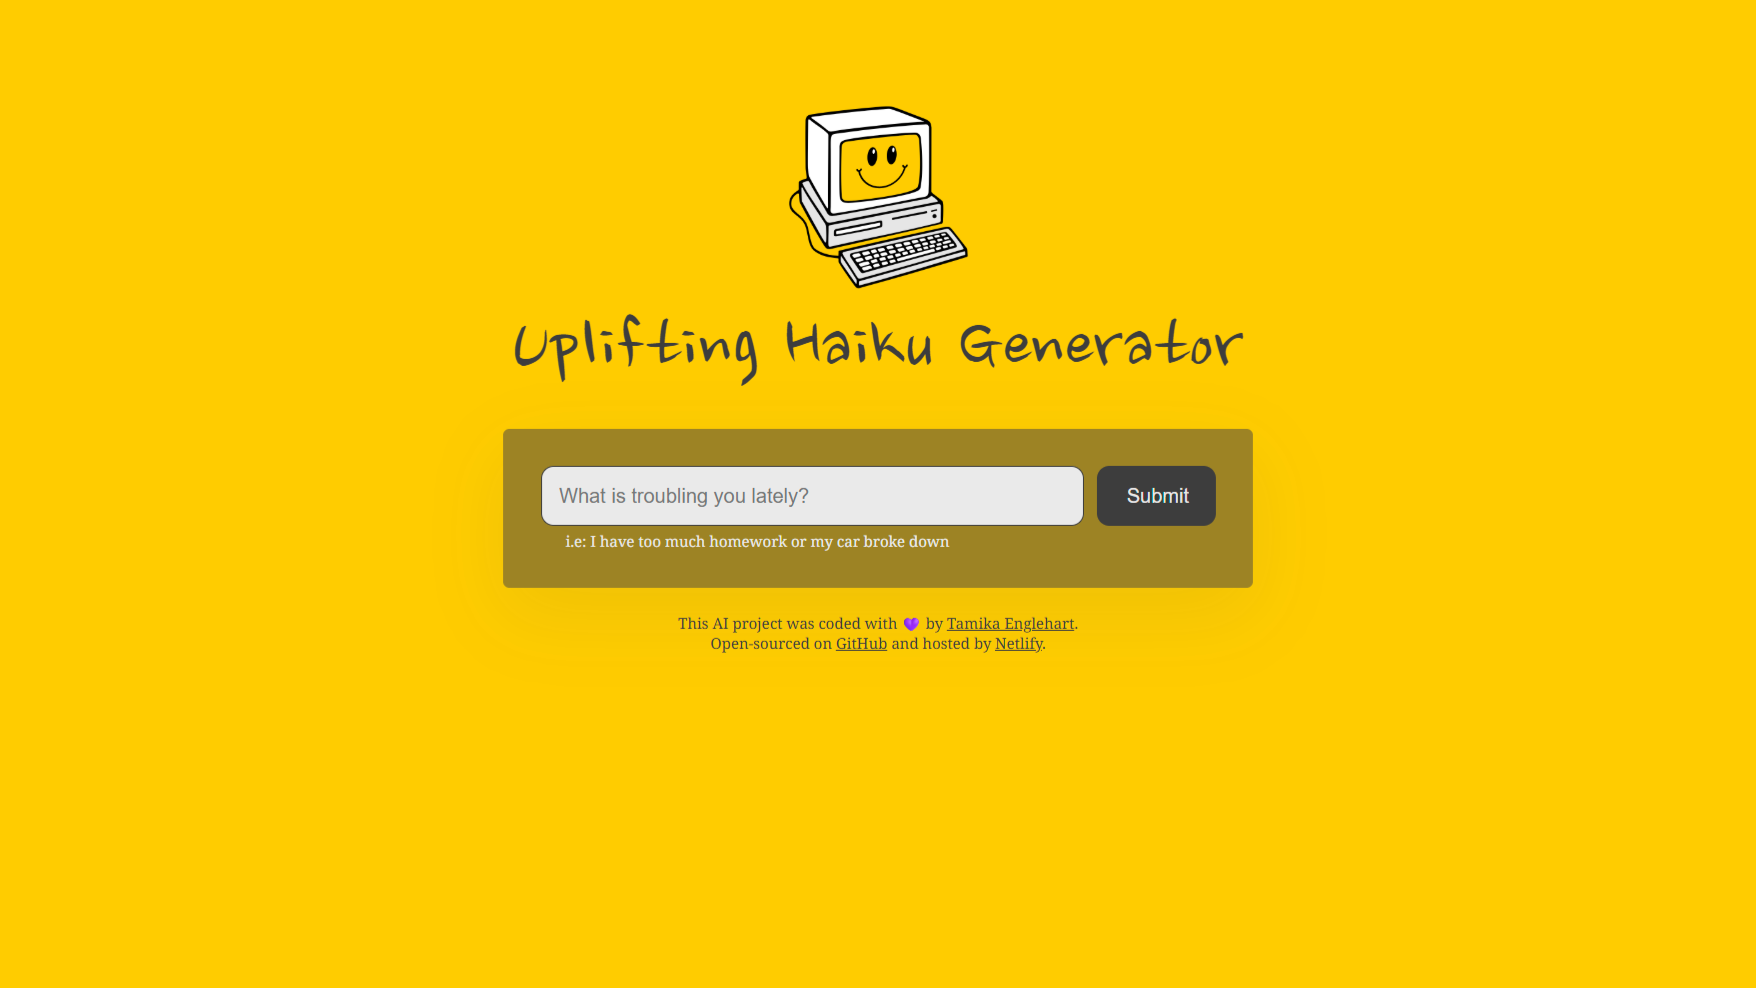 Uplifting Haiku Generator
What is troubling you lately?
Submit
i.e: I have too much homework or my car broke down
This AI project was coded with 💜 by Tamika Englehart.
Open-sourced on GitHub and hosted by Netlify.